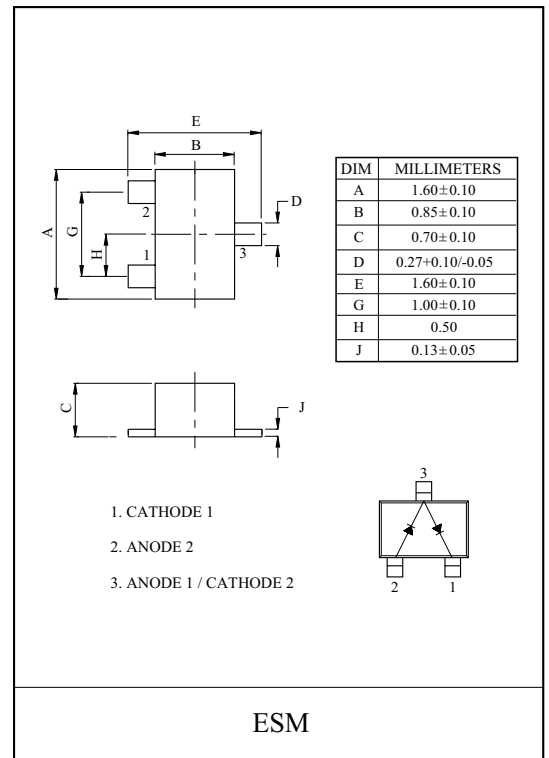 E
B
A
G
H
2
1
D
3
DIM MILLIMETERS
A 1.60±0.10
B 0.85±0.10
C 0.70±0.10
D 0.27+0.10/-0.05
E 1.60±0.10
G 1.00±0.10
H 0.50
J 0.13±0.05
C
J
1. CATHODE 1
2. ANODE 2
3. ANODE 1 / CATHODE 2
3
2 1
ESM